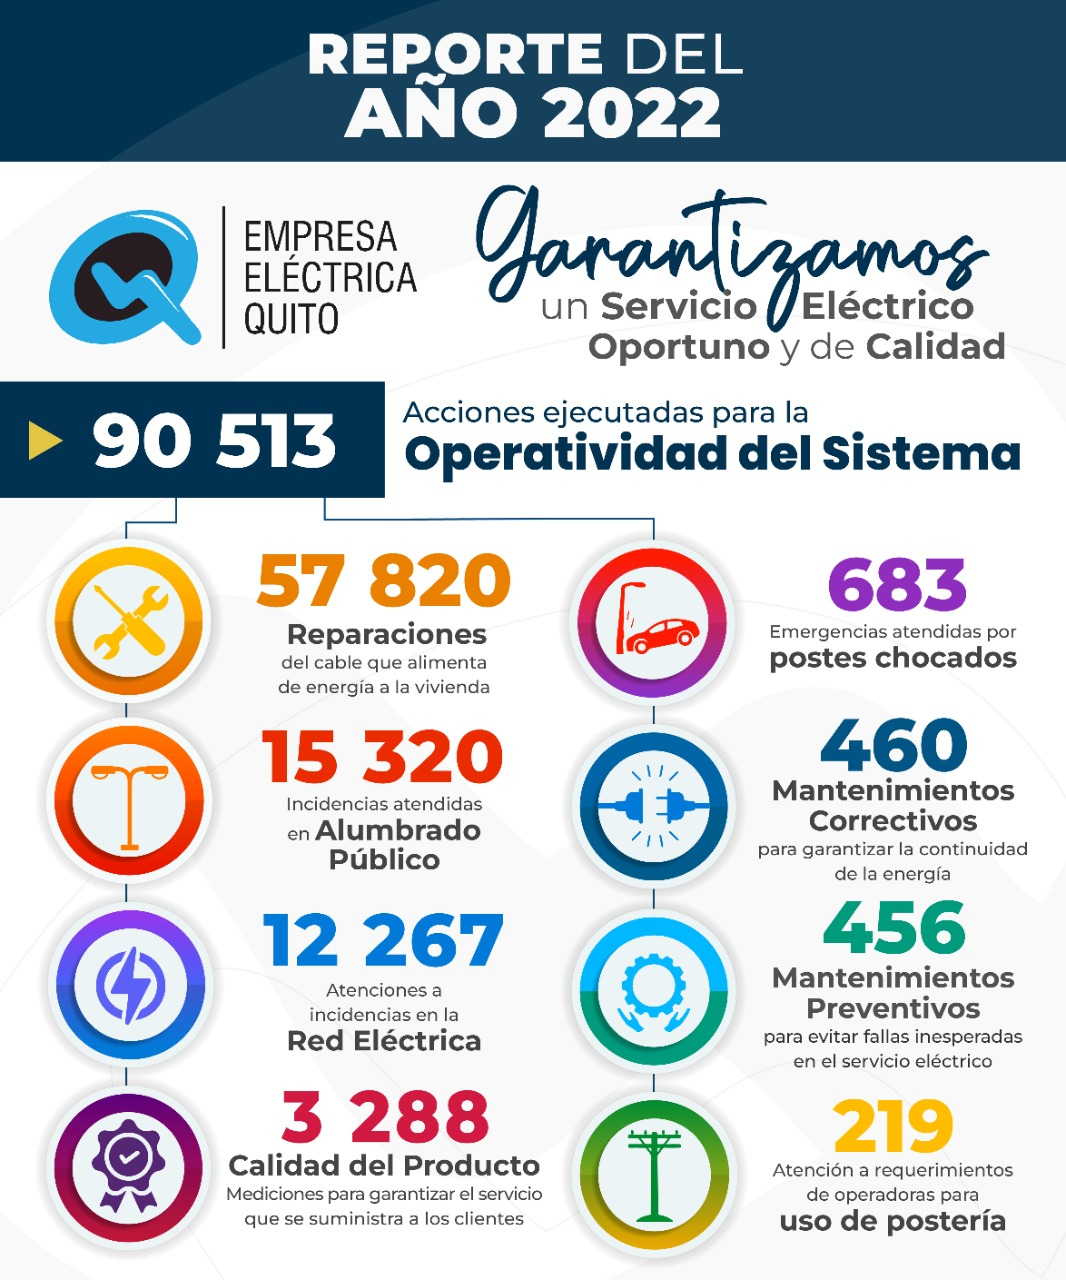 REPORTE DEL
AÑO 2022
EMPRESA
ELÉCTRICA
QUITO
Garantizamos
un Servicio Eléctrico
Oportuno y de Calidad
90 513
Acciones ejecutadas para la
Operatividad del Sistema
57 820
Reparaciones
del cable que alimenta
de energía a la vivienda
15 320
Incidencias atendidas
en Alumbrado
Público
12 267
Atenciones a
incidencias en la
Red Eléctrica
3 288
Calidad del Producto
Mediciones para garantizar el servicio
que se suministra a los clientes
683
Emergencias atendidas por
postes chocados
460
Mantenimientos
Correctivos
para garantizar la continuidad
de la energía
456
Mantenimientos
Preventivos
para evitar fallas inesperadas
en el servicio eléctrico
219
Atención a requerimientos
de operadoras para
uso de postería